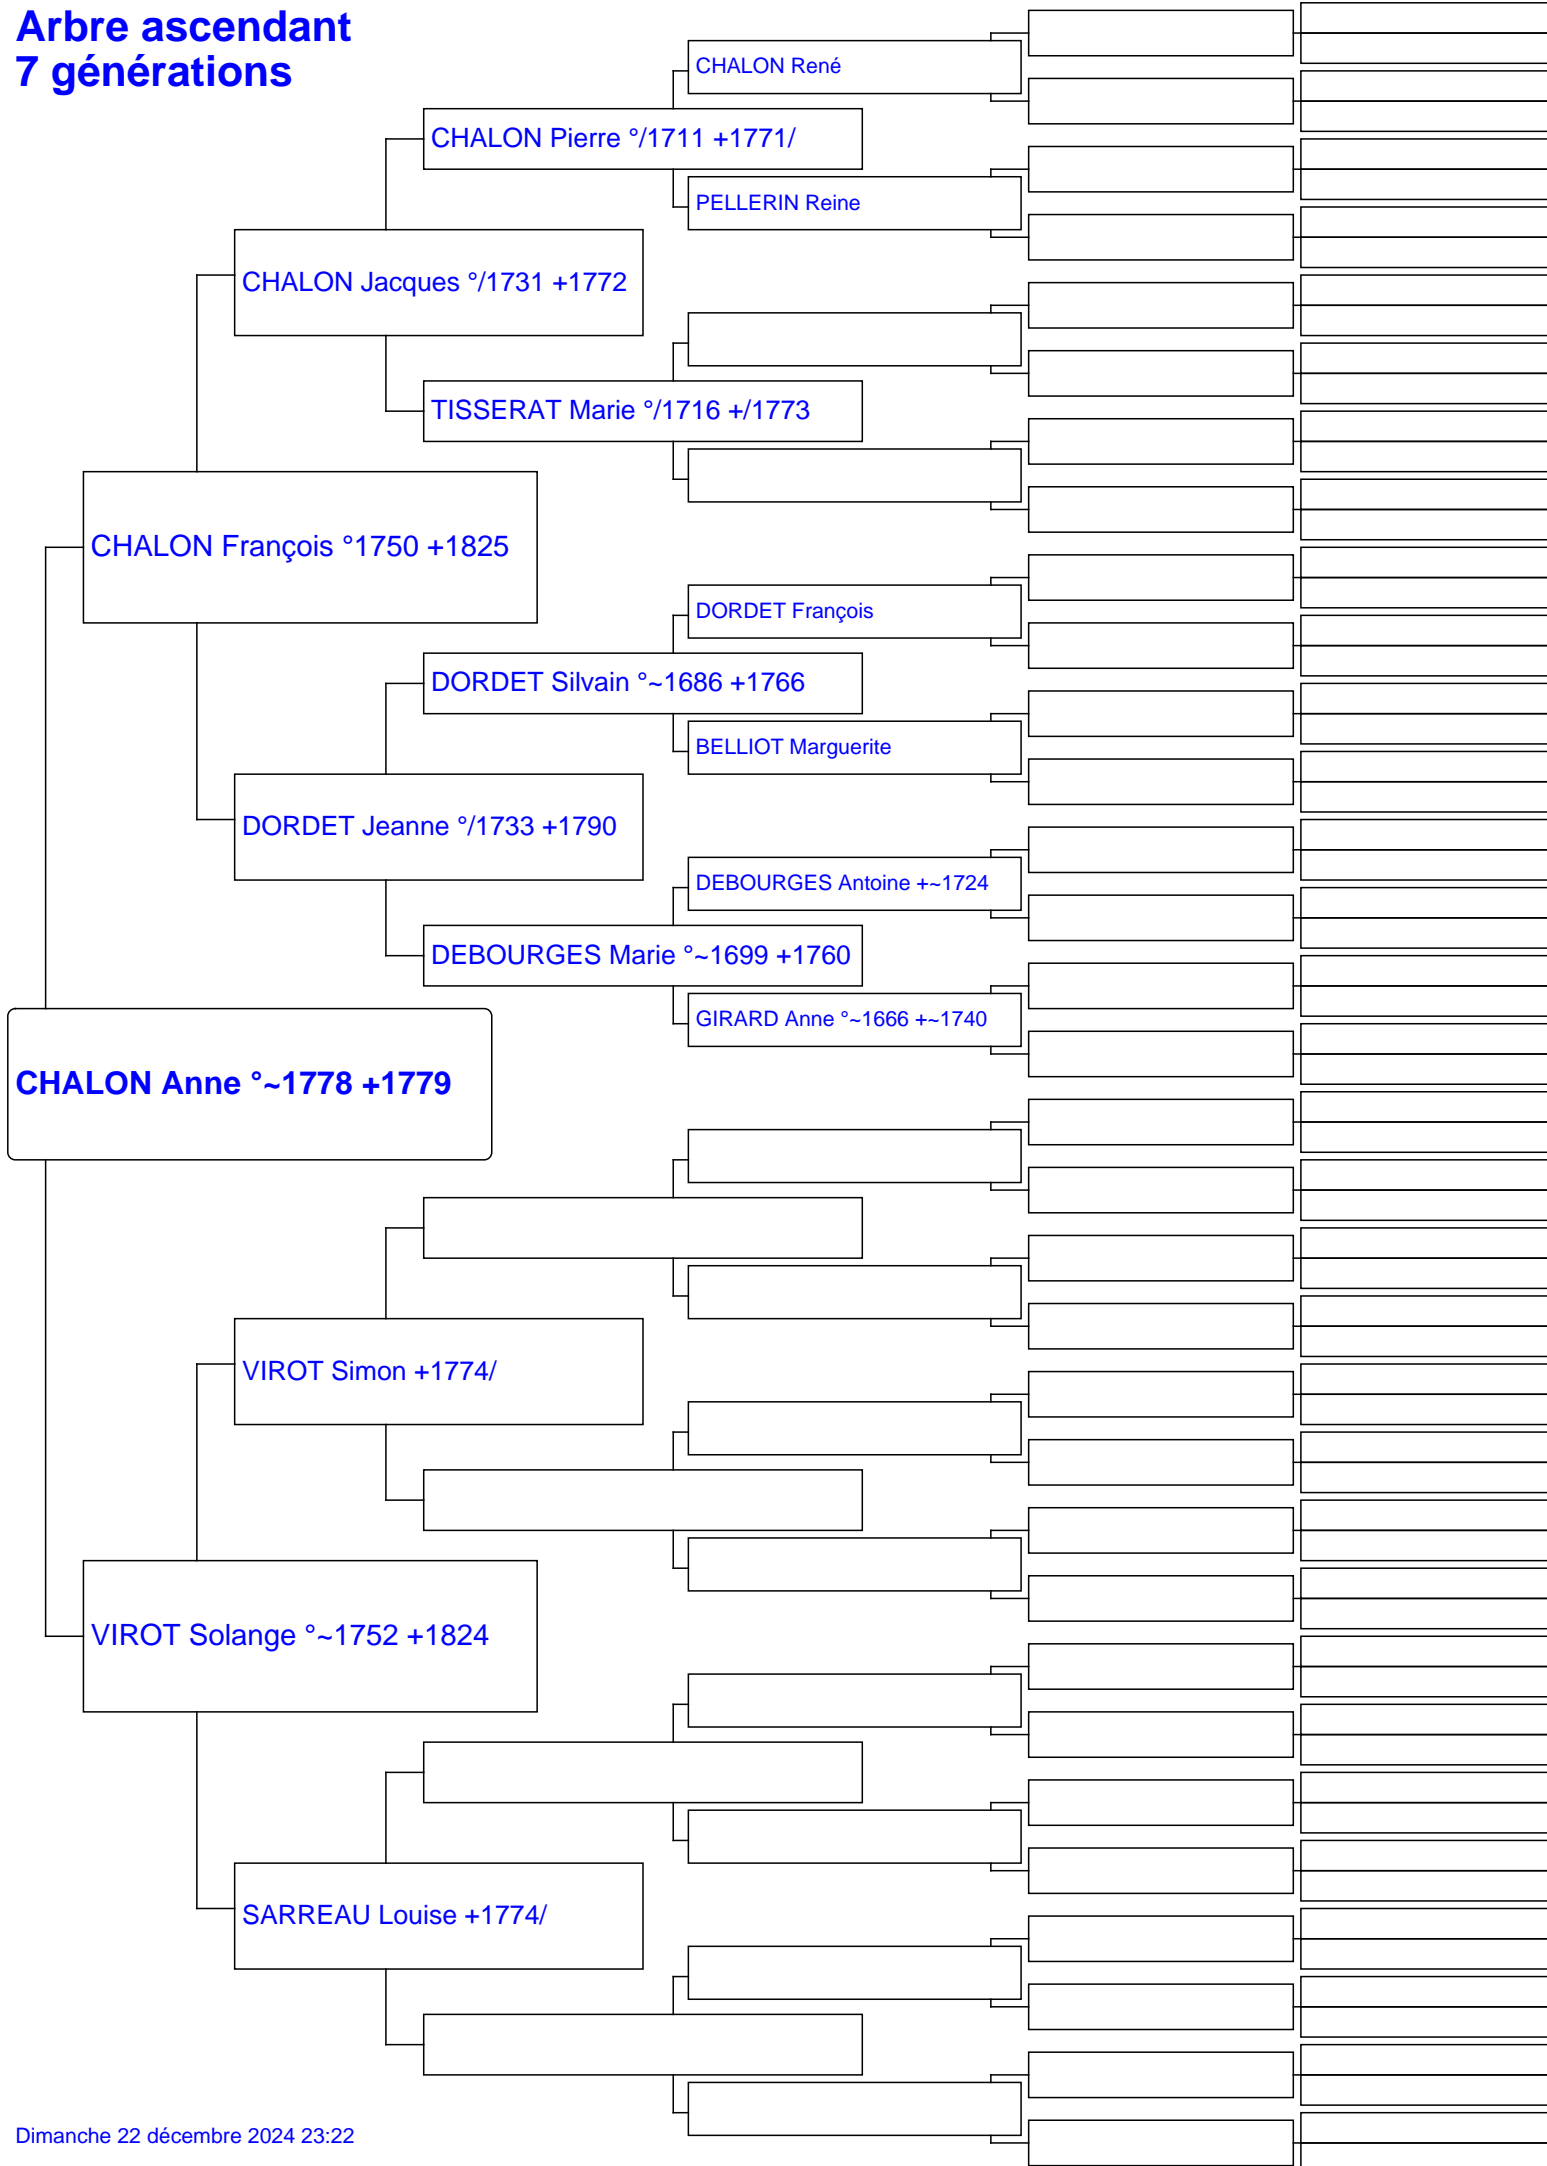 Arbre ascendant
7 générations
CHALON René
CHALON Pierre °/1711 +1771/
PELLERIN Reine
CHALON Jacques °/1731 +1772
TISSERAT Marie °/1716 +/1773
CHALON François °1750 +1825
DORDET François
DORDET Silvain °~1686 +1766
BELLIOT Marguerite
DORDET Jeanne °/1733 +1790
DEBOURGES Antoine +~1724
DEBOURGES Marie °~1699 +1760
GIRARD Anne °~1666 +~1740
CHALON Anne °~1778 +1779
VIROT Simon +1774/
VIROT Solange °~1752 +1824
SARREAU Louise +1774/
Dimanche 22 décembre 2024 23:22